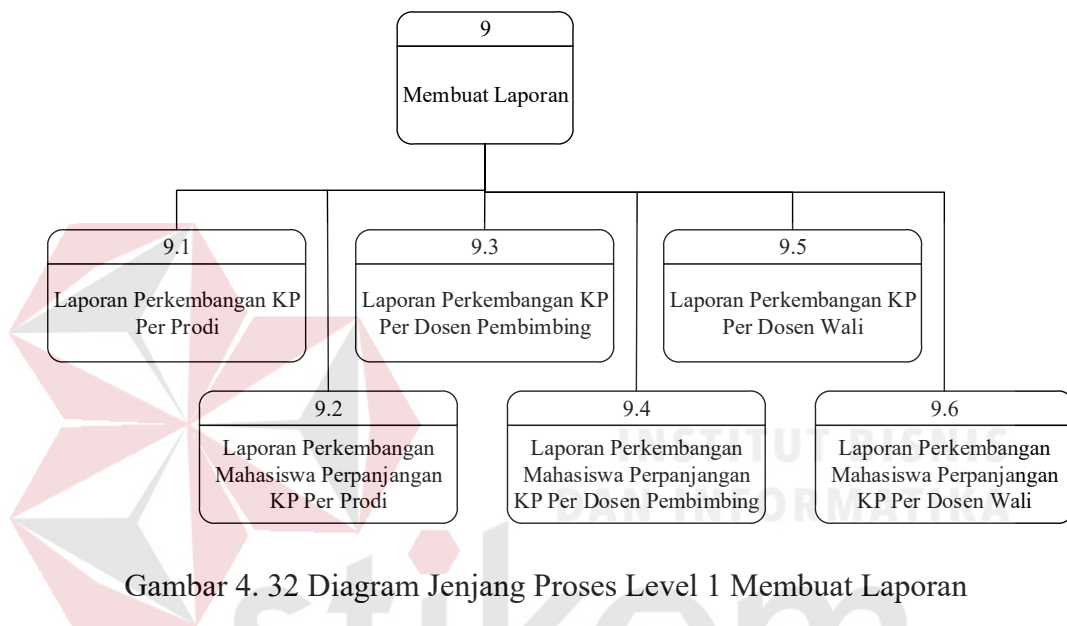 9
Membuat Laporan
9.1
Laporan Perkembangan KP
Per Prodi
9.3
Laporan Perkembangan KP
Per Dosen Pembimbing
9.5
Laporan Perkembangan KP
Per Dosen Wali
9.2
Laporan Perkembangan
Mahasiswa Perpanjangan
KP Per Prodi
9.4
Laporan Perkembangan
Mahasiswa Perpanjangan
KP Per Dosen Pembimbing
9.6
Laporan Perkembangan
Mahasiswa Perpanjangan
KP Per Dosen Wali
INSTITUT BISNIS
DAN INFORMATIKA
stikom
Gambar 4. 32 Diagram Jenjang Proses Level 1 Membuat Laporan